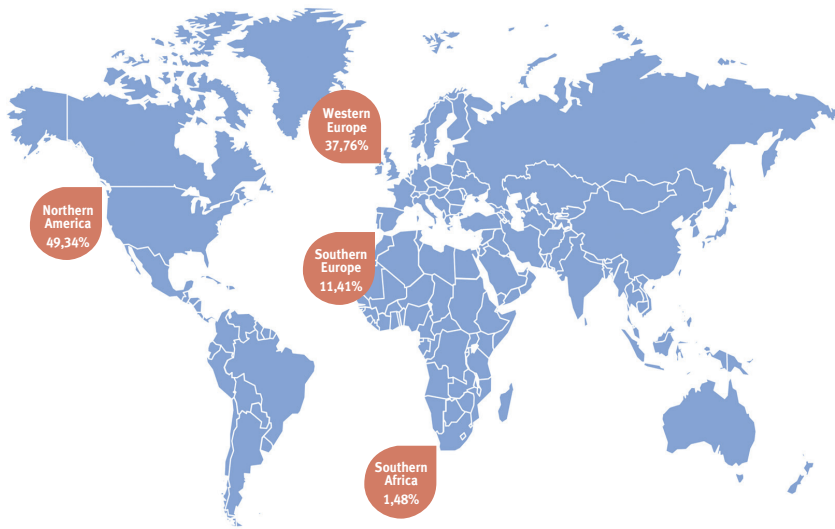 Western
Europe
37,76%
Northern
America
49,34%
Southern
Europe
11,41%
Southern
Africa
1,48%